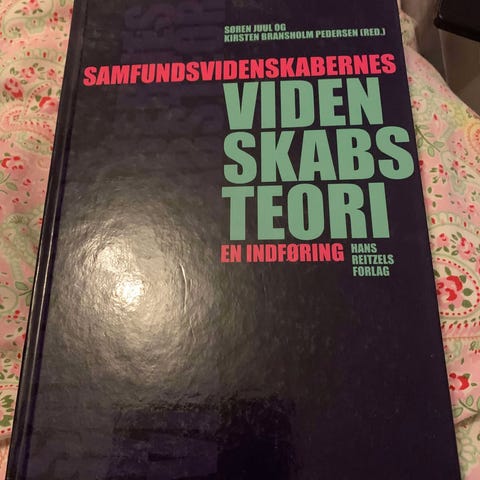 SØREN JUUL OG
KIRSTEN BRANSHOLM PEDERSEN (RED.)
SAMFUNDSVIDENSKABERNES
VIDEN
SKABS
TEORI
EN INDFØRING
HANS
REITZELS
FORLAG